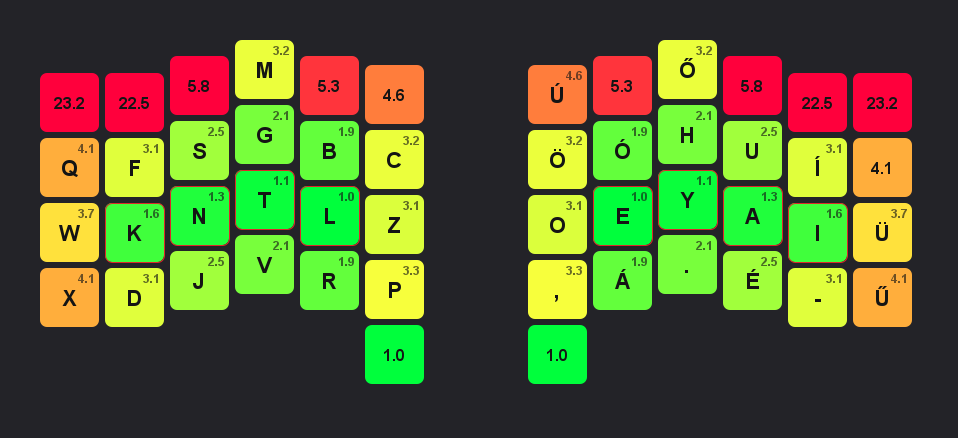 23.2 22.5 5.8 M 3.2 5.3 4.6 Ú 4.6 5.3 Ő 3.2 5.8 22.5 23.2
Q 4.1 F 3.1 S 2.5 G 2.1 B 1.9 C 3.2 Ö 3.2 Ó 1.9 H 2.1 U 2.5 Í 3.1 4.1
W 3.7 K 1.6 N 1.3 T 1.1 L 1.0 Z 3.1 O 3.1 E 1.0 Y 1.1 A 1.3 I 1.6 Ü 3.7
X 4.1 D 3.1 J 2.5 V 2.1 R 1.9 P 3.3 , 3.3 Á 1.9 . 2.1 É 2.5 - 3.1 Ű 4.1
1.0 1.0